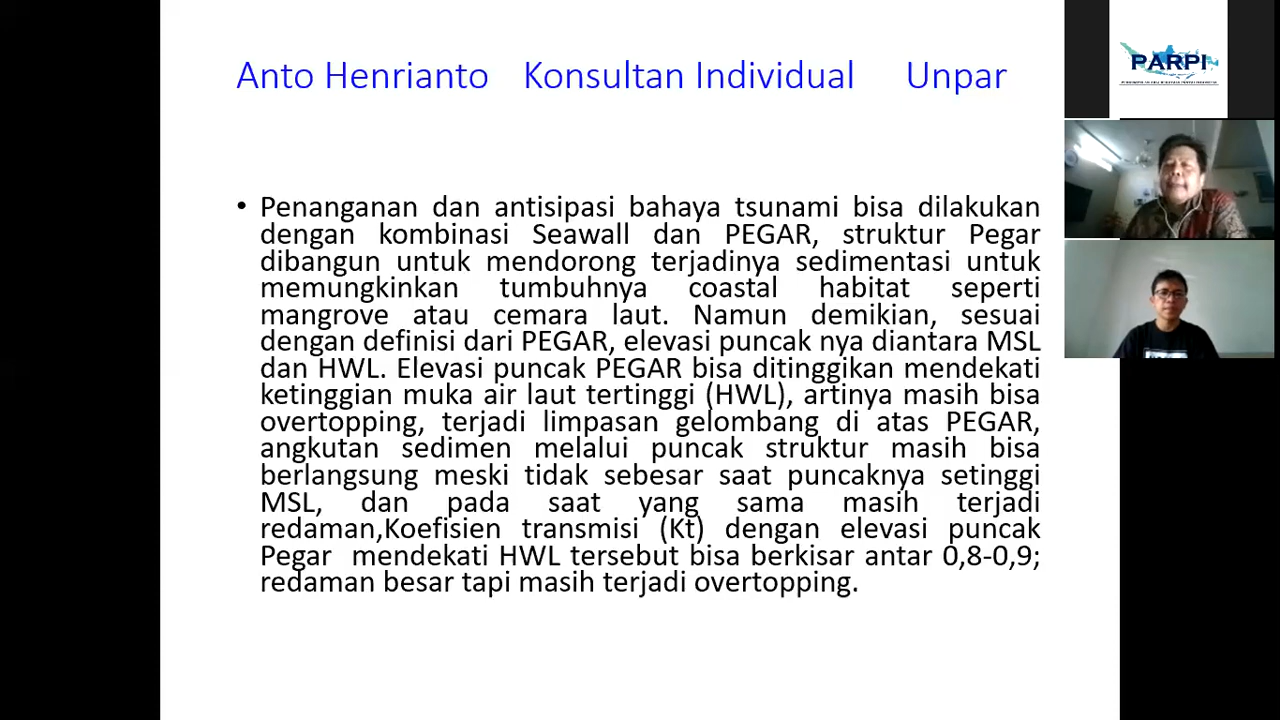 Anto Henrianto Konsultan Individual Unpar
• Penanganan dan antisipasi bahaya tsunami bisa dilakukan
dengan kombinasi Seawall dan PEGAR, struktur Pegar
dibangun untuk mendorong terjadinya sedimentasi untuk
memungkinkan tumbuhnya coastal habitat seperti
mangrove atau cemara laut. Namun demikian, sesuai
dengan definisi dari PEGAR, elevasi puncak nya diantara MSL
dan HWL. Elevasi puncak PEGAR bisa ditinggikan mendekati
ketinggian muka air laut tertinggi (HWL), artinya masih bisa
overtopping, terjadi limpasan gelombang di atas PEGAR,
angkutan sedimen melalui puncak struktur masih bisa
berlangsung meski tidak sebesar saat puncaknya setinggi
MSL, dan pada saat yang sama masih terjadi
redaman,Koefisien transmisi (Kt) dengan elevasi puncak
Pegar mendekati HWL tersebut bisa berkisar antar 0,8-0,9;
redaman besar tapi masih terjadi overtopping.
PARPI